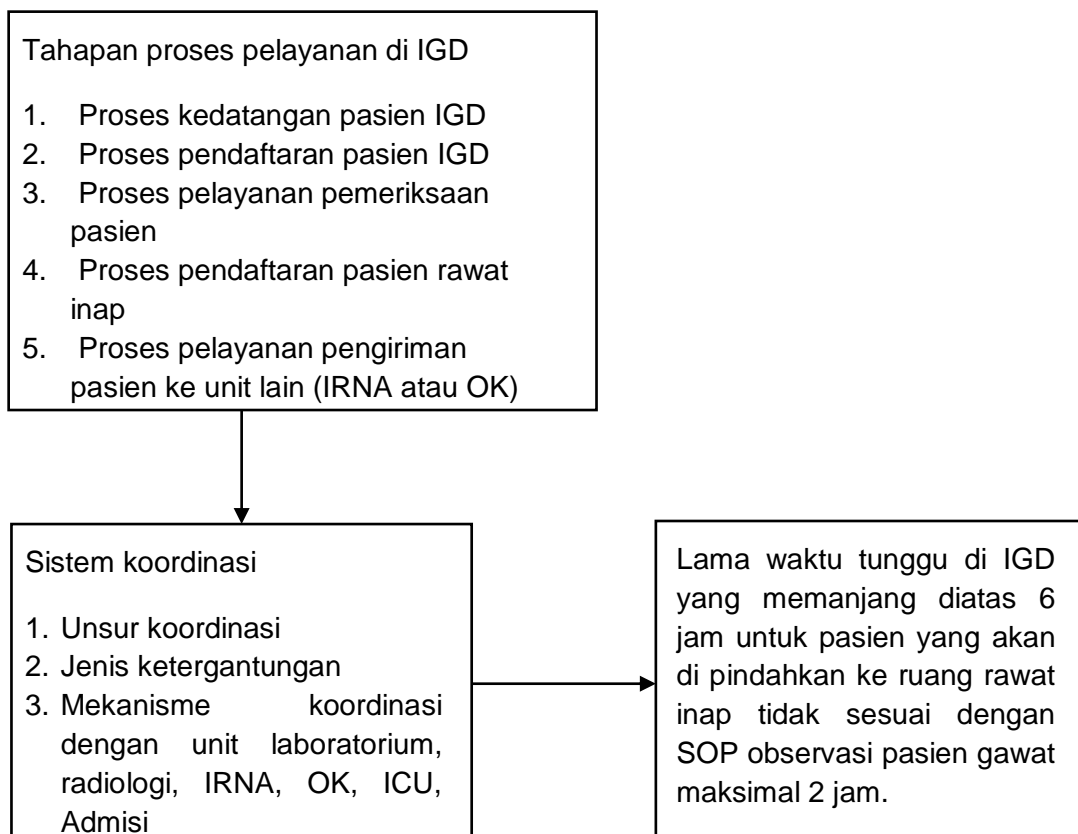 Tahapan proses pelayanan di IGD
1. Proses kedatangan pasien IGD
2. Proses pendaftaran pasien IGD
3. Proses pelayanan pemeriksaan
pasien
4. Proses pendaftaran pasien rawat
inap
5. Proses pelayanan pengiriman
pasien ke unit lain (IRNA atau OK)
Sistem koordinasi
1. Unsur koordinasi
2. Jenis ketergantungan
3. Mekanisme koordinasi
dengan unit laboratorium,
radiologi, IRNA, OK, ICU,
Admisi
Lama waktu tunggu di IGD
yang memanjang diatas 6
jam untuk pasien yang akan
di pindahkan ke ruang rawat
inap tidak sesuai dengan
SOP observasi pasien gawat
maksimal 2 jam.